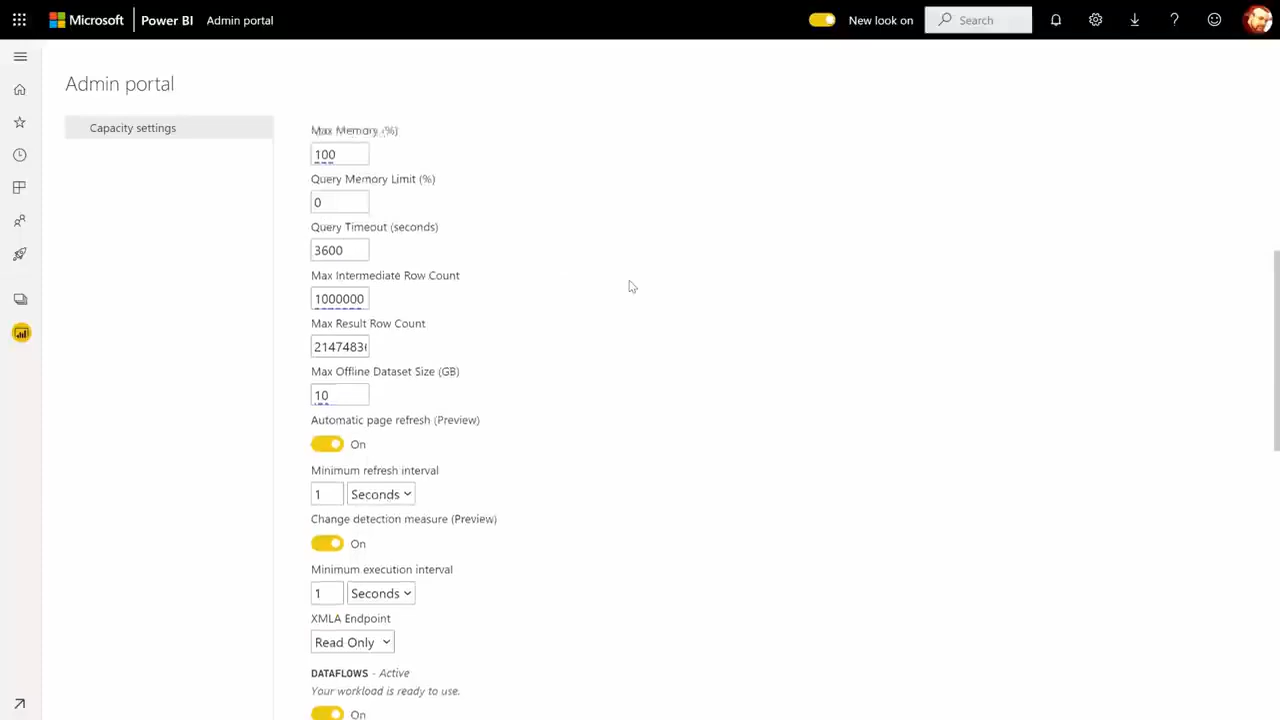 Microsoft Power BI Admin portal New look on Search
Admin portal
Capacity settings
Max Memory (%)
100
Query Memory Limit (%)
0
Query Timeout (seconds)
3600
Max Intermediate Row Count
1000000
Max Result Row Count
2147483
Max Offline Dataset Size (GB)
10
Automatic page refresh (Preview)
On
Minimum refresh interval
1 Seconds
Change detection measure (Preview)
On
Minimum execution interval
1 Seconds
XMLA Endpoint
Read Only
DATAFLOWS - Active
Your workload is ready to use.
On